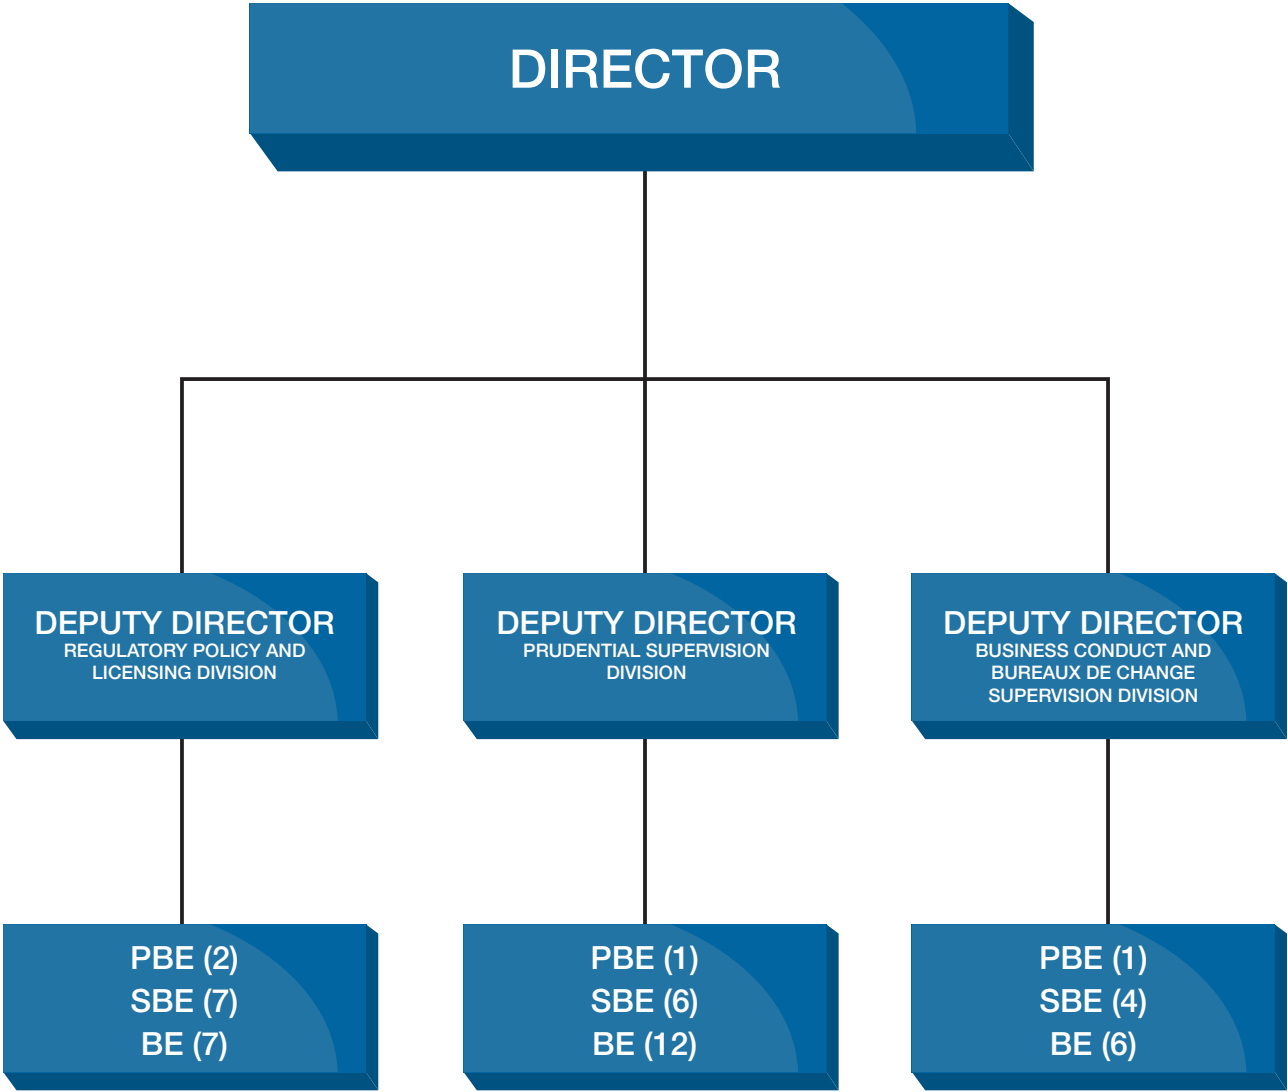 DIRECTOR
DEPUTY DIRECTOR
REGULATORY POLICY AND
LICENSING DIVISION
DEPUTY DIRECTOR
PRUDENTIAL SUPERVISION
DIVISION
DEPUTY DIRECTOR
BUSINESS CONDUCT AND
BUREAUX DE CHANGE
SUPERVISION DIVISION
PBE (2)
SBE (7)
BE (7)
PBE (1)
SBE (6)
BE (12)
PBE (1)
SBE (4)
BE (6)